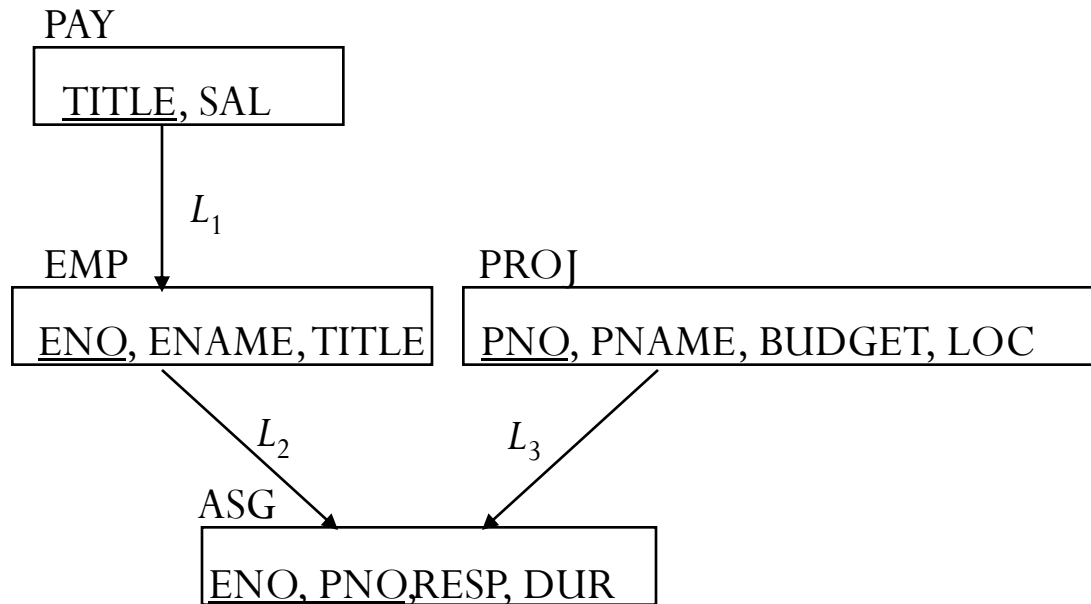 PAY
TITLE, SAL
L₁
EMP
PROJ
ENO, ENAME, TITLE
PNO, PNAME, BUDGET, LOC
L₂
L₃
ASG
ENO, PNO,RESP, DUR